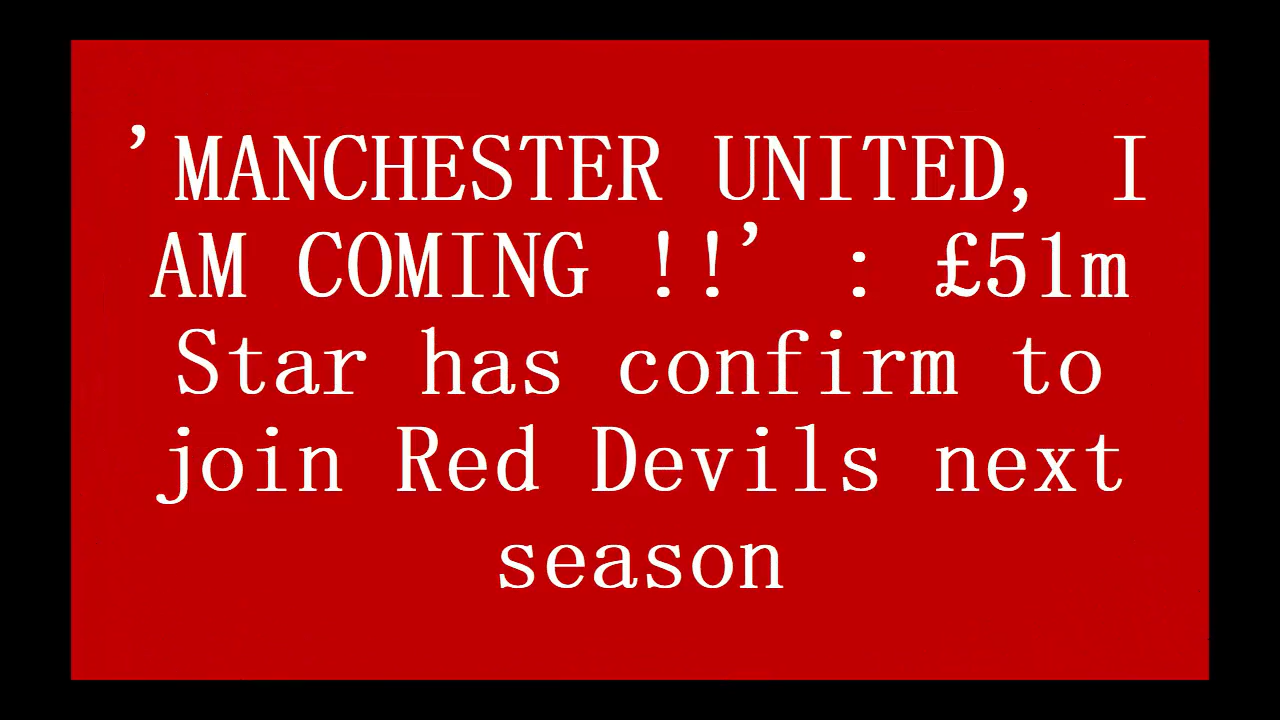 ’MANCHESTER UNITED, I
AM COMING !!’ : £51m
Star has confirm to
join Red Devils next
season